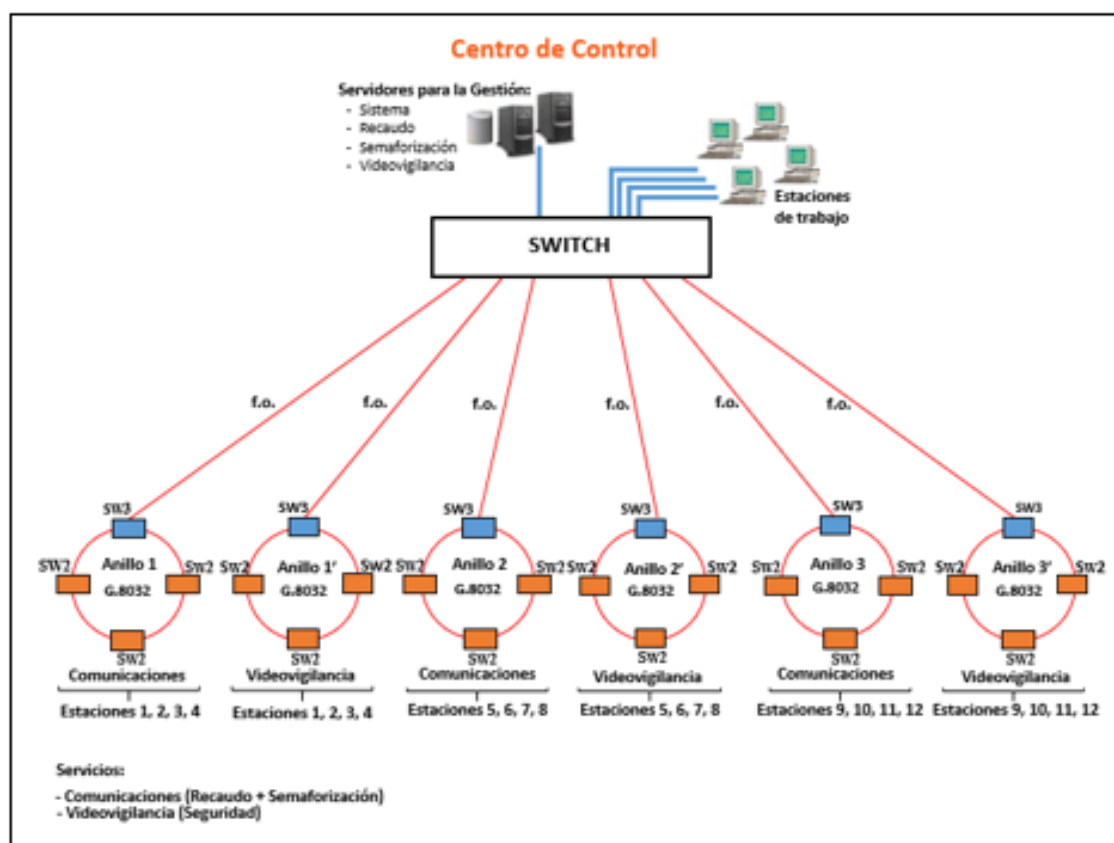 Centro de Control
Servidores para la Gestión:
- Sistema
- Recaudo
- Semaforización
- Videovigilancia
Estaciones
de trabajo
SWITCH
f.o. f.o. f.o. f.o. f.o. f.o.
SW3 SW3 SW3 SW3 SW3 SW3
SW2 Anillo 1 SW2 SW2 Anillo 1' SW2 SW2 Anillo 2 SW2 SW2 Anillo 2' SW2 SW2 Anillo 3 SW2 SW2 Anillo 3' SW2
G.8032 G.8032 G.8032 G.8032 G.8032 G.8032
SW2 SW2 SW2 SW2 SW2 SW2
Comunicaciones Videovigilancia Comunicaciones Videovigilancia Comunicaciones Videovigilancia
Estaciones 1, 2, 3, 4 Estaciones 1, 2, 3, 4 Estaciones 5, 6, 7, 8 Estaciones 5, 6, 7, 8 Estaciones 9, 10, 11, 12 Estaciones 9, 10, 11, 12
Servicios:
- Comunicaciones (Recaudo + Semaforización)
- Videovigilancia (Seguridad)